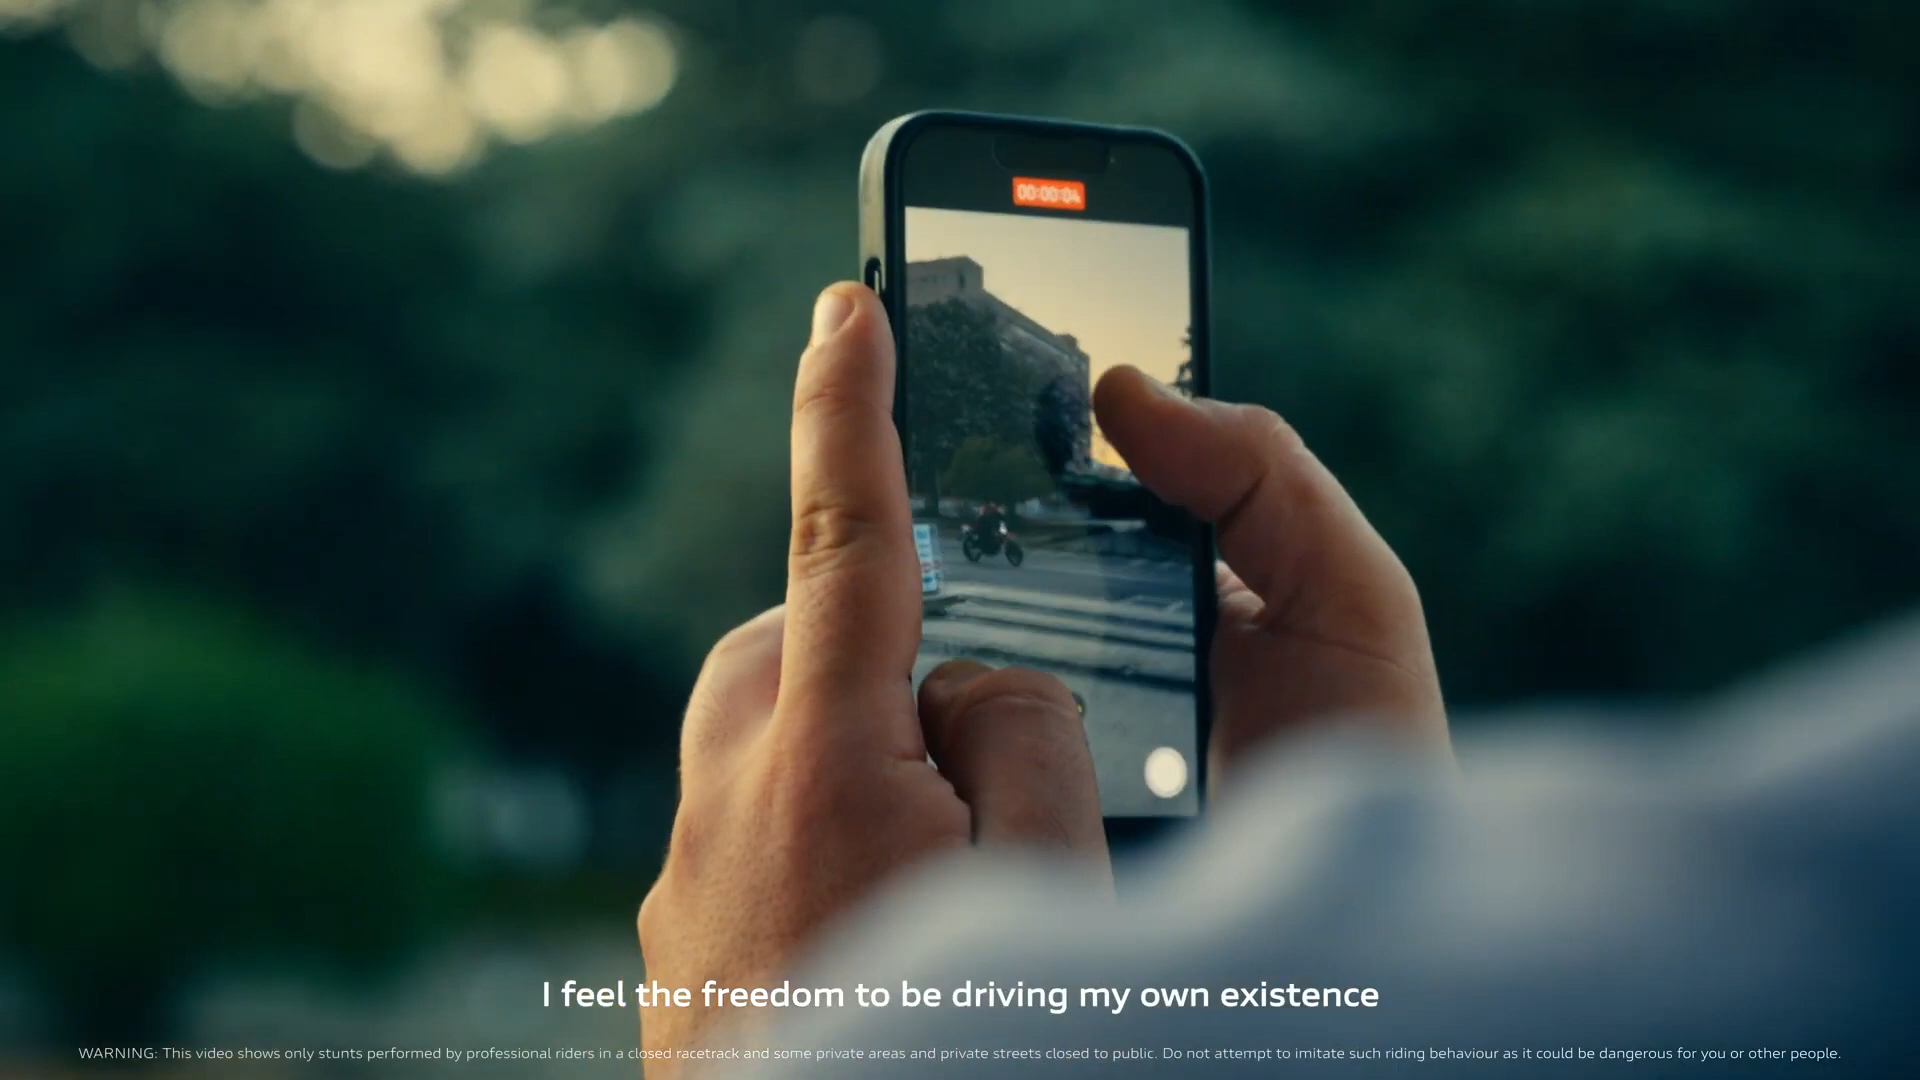 00:00:04
I feel the freedom to be driving my own existence
WARNING: This video shows only stunts performed by professional riders in a closed racetrack and some private areas and private streets closed to public. Do not attempt to imitate such riding behaviour as it could be dangerous for you or other people.